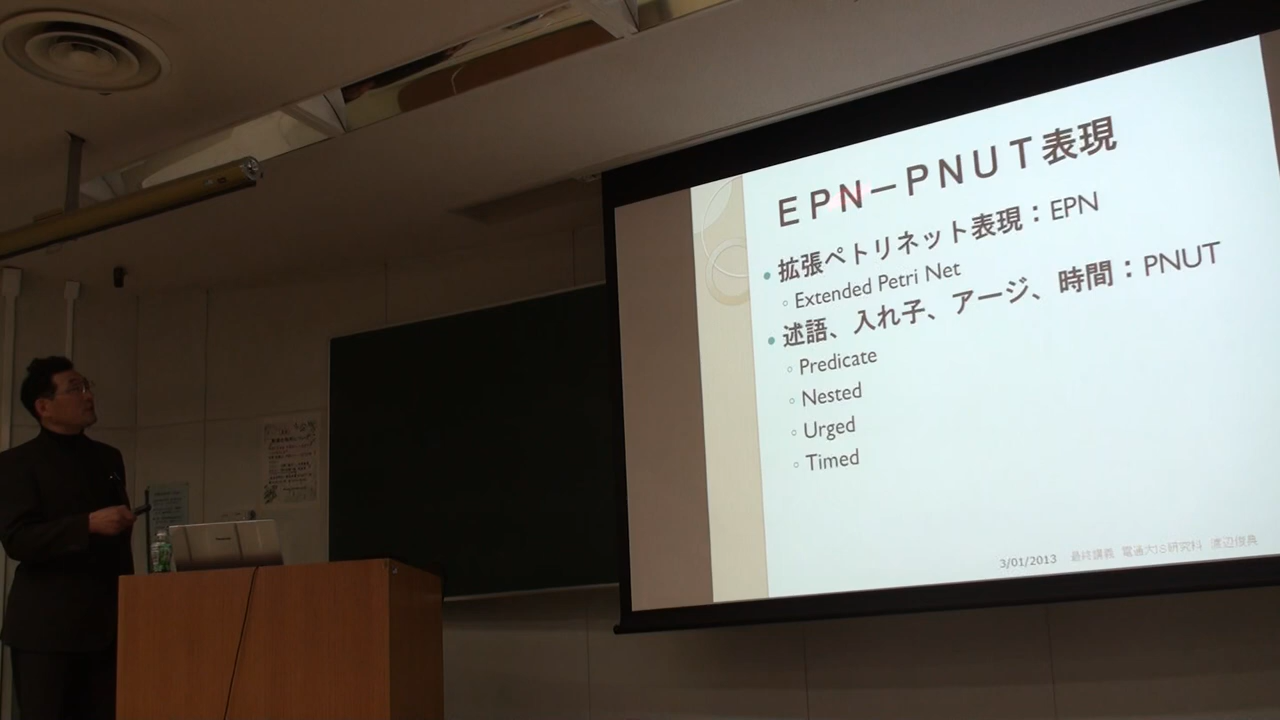 ＥＰＮ－ＰＮＵＴ表現
拡張ペトリネット表現：EPN
Extended Petri Net
述語、入れ子、アージ、時間：PNUT
Predicate
Nested
Urged
Timed
3/01/2013 最終講義 電通大IS研究科 渡辺俊典